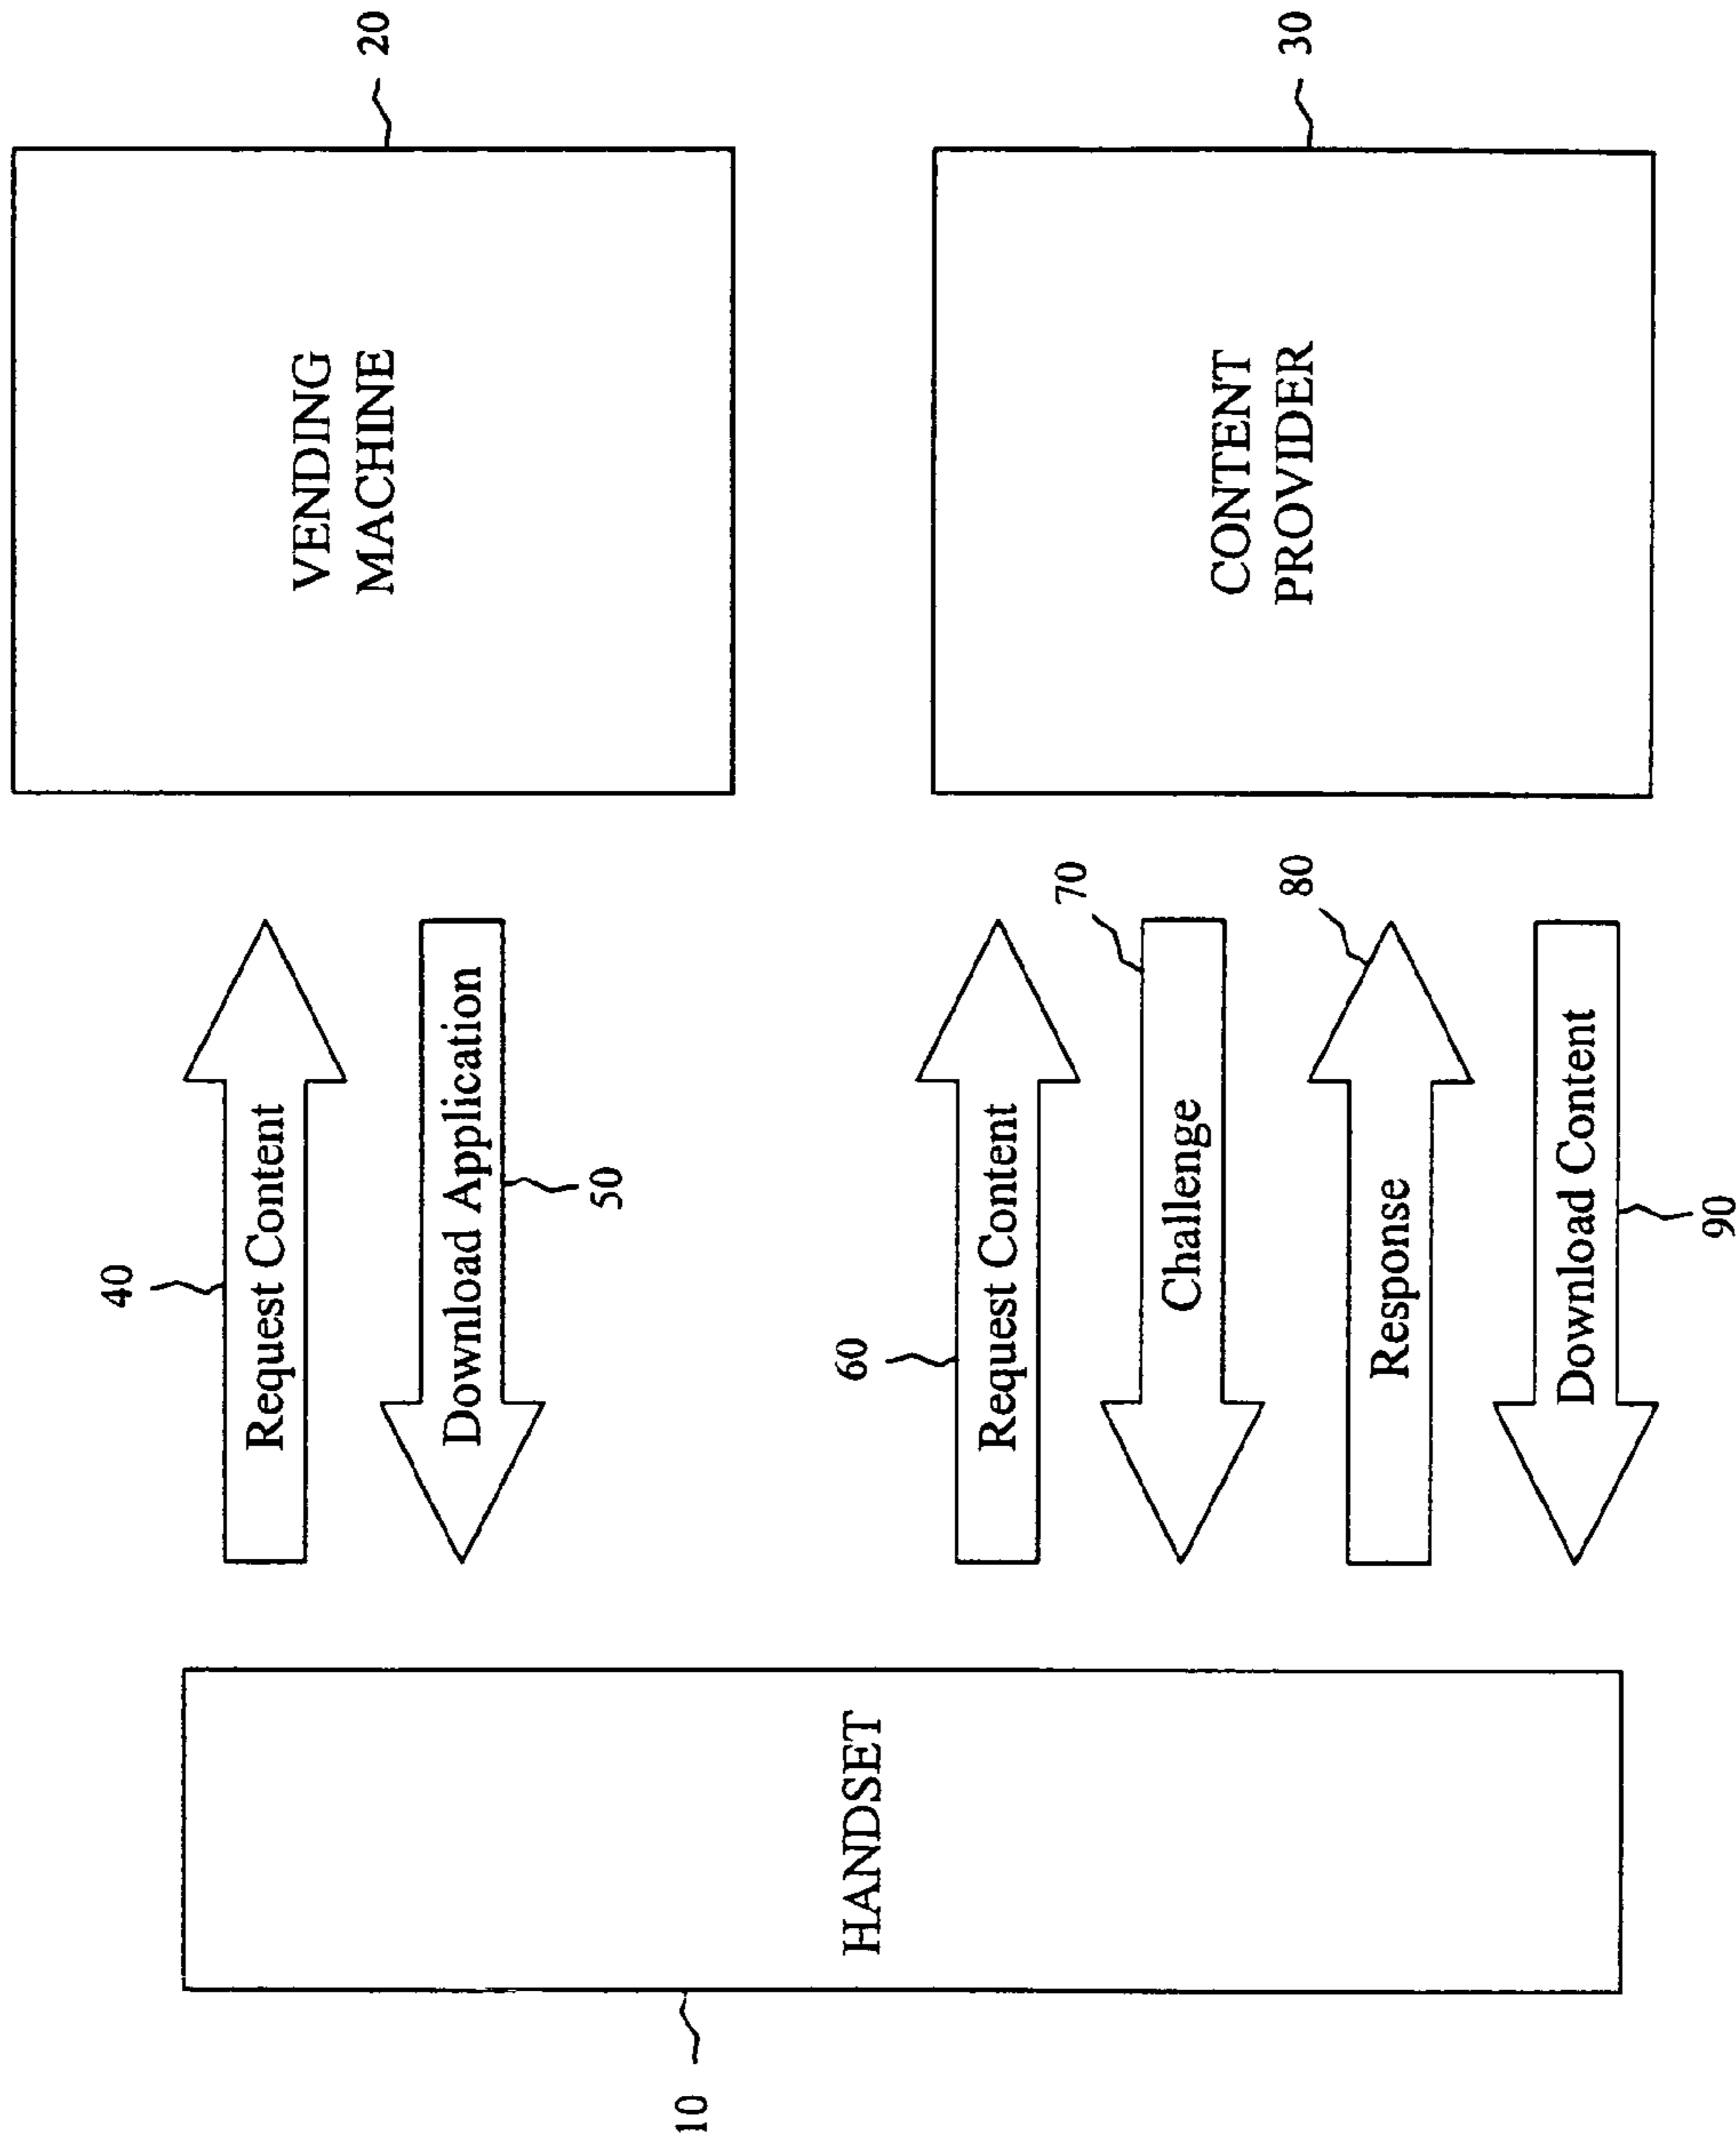 10
HANDSET
40
Request Content
Download Application
50
60
Request Content
70
Challenge
80
Response
Download Content
90
VENDING
MACHINE
20
CONTENT
PROVIDER
30